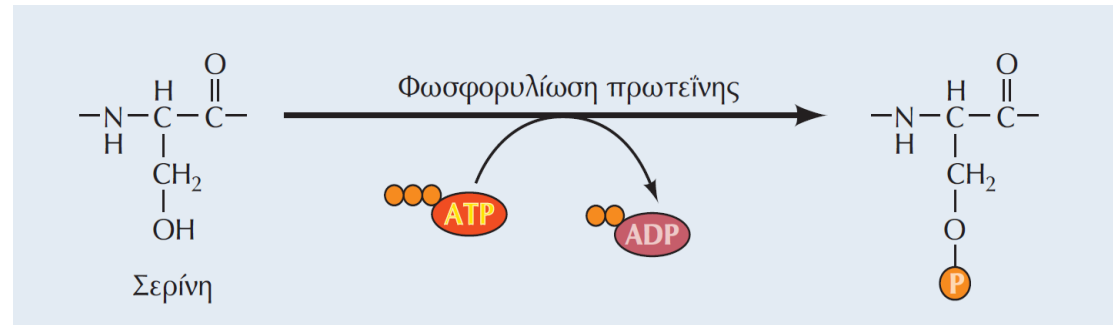 O
H
Φωσφορυλίωση πρωτεΐνης
–N–C–C–
H
CH₂
OH
Σερίνη
ATP
ADP
O
H
–N–C–C–
H
CH₂
O
P